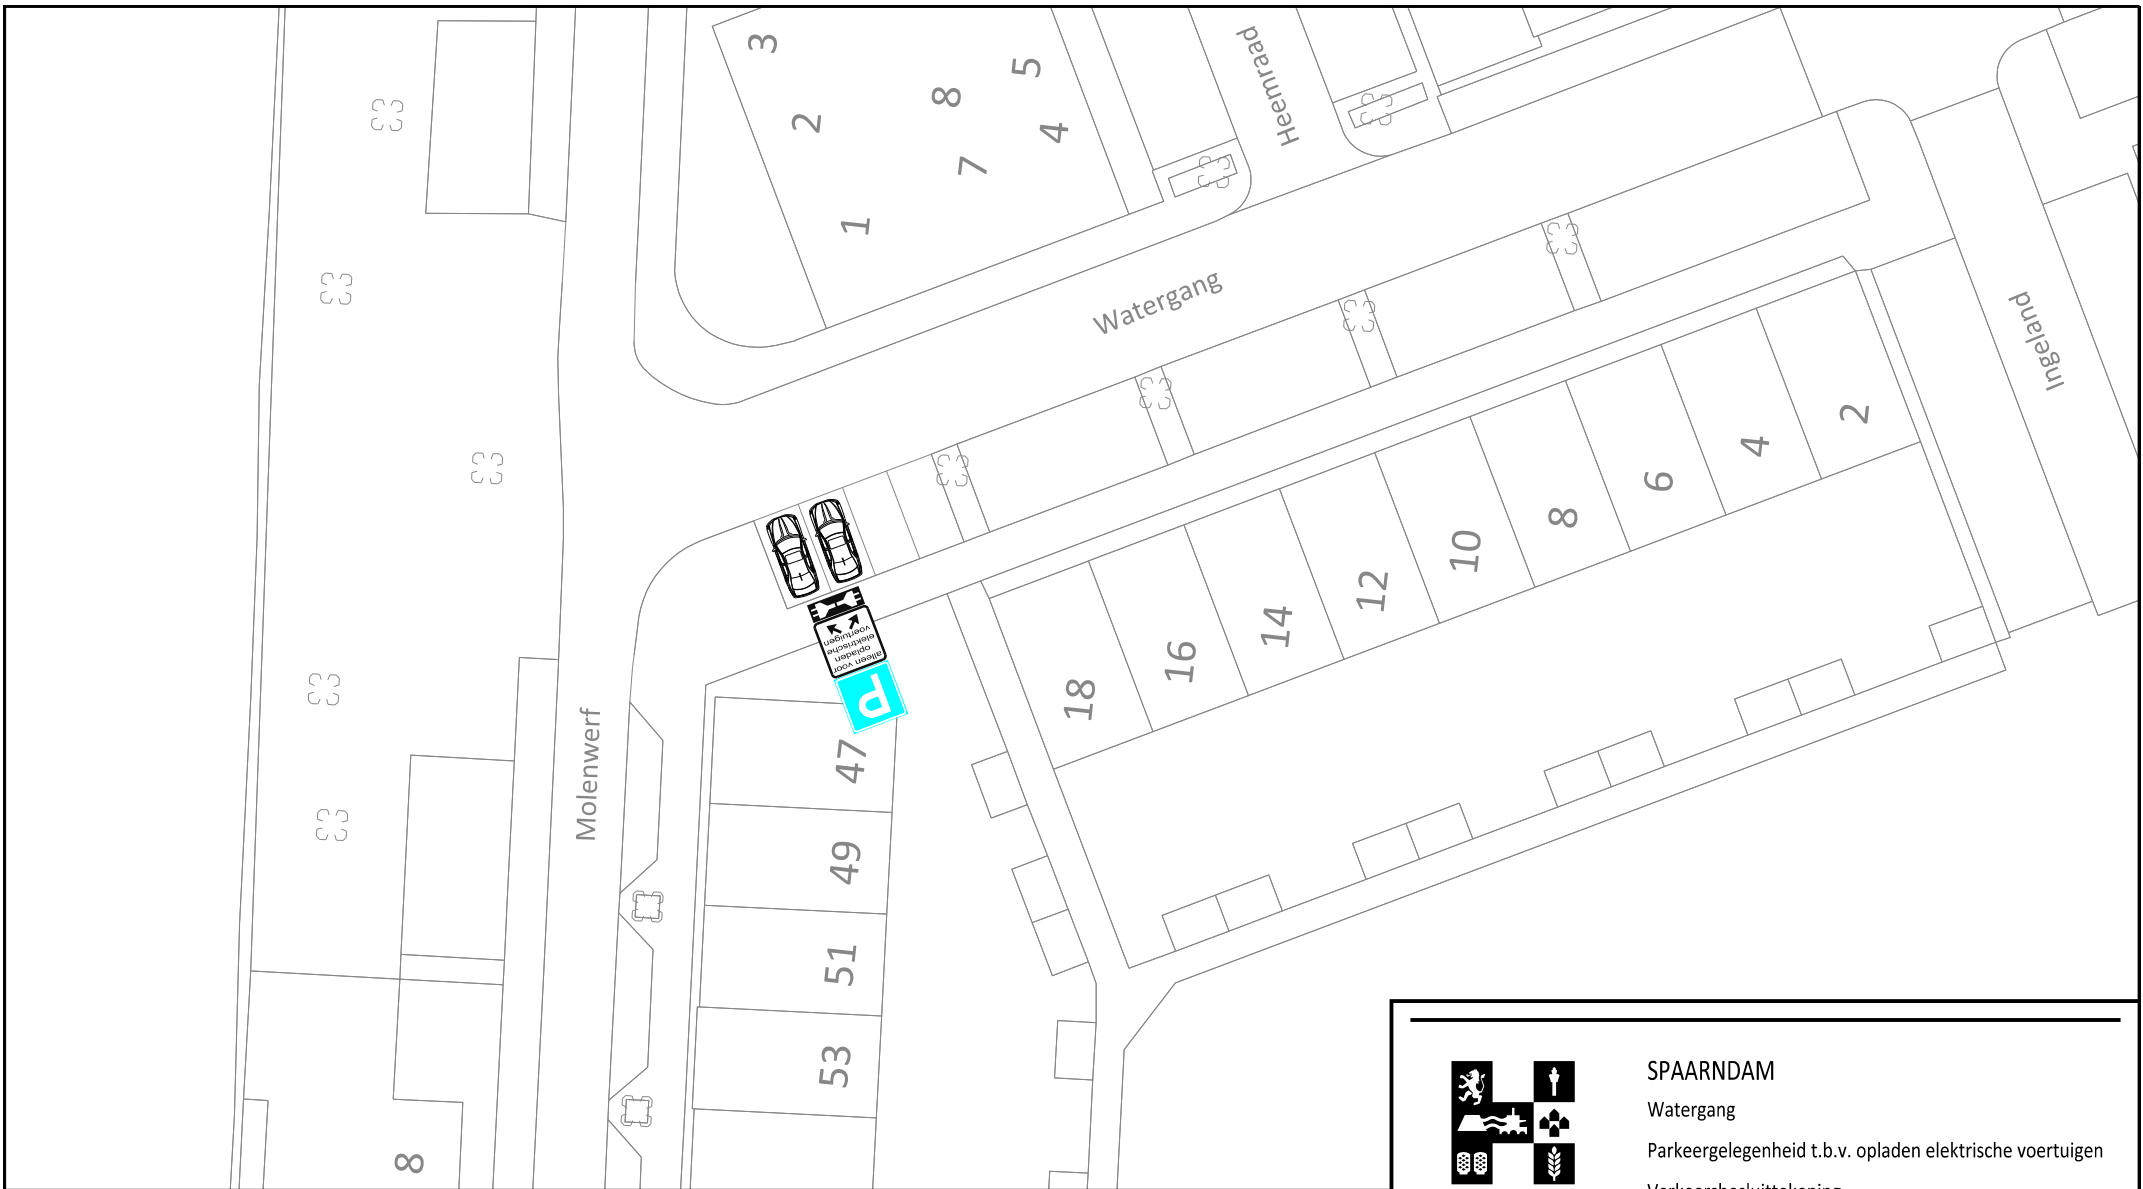 3
2
1
8
7
5
4
Heemraad
Watergang
Ingeland
2
4
6
8
10
12
14
16
18
alleen voor
opladen
elektrische
voertuigen
P
47
49
51
53
Molenwerf
8
SPAARNDAM
Watergang
Parkeergelegenheid t.b.v. opladen elektrische voertuigen
Verkeersbesluittekening